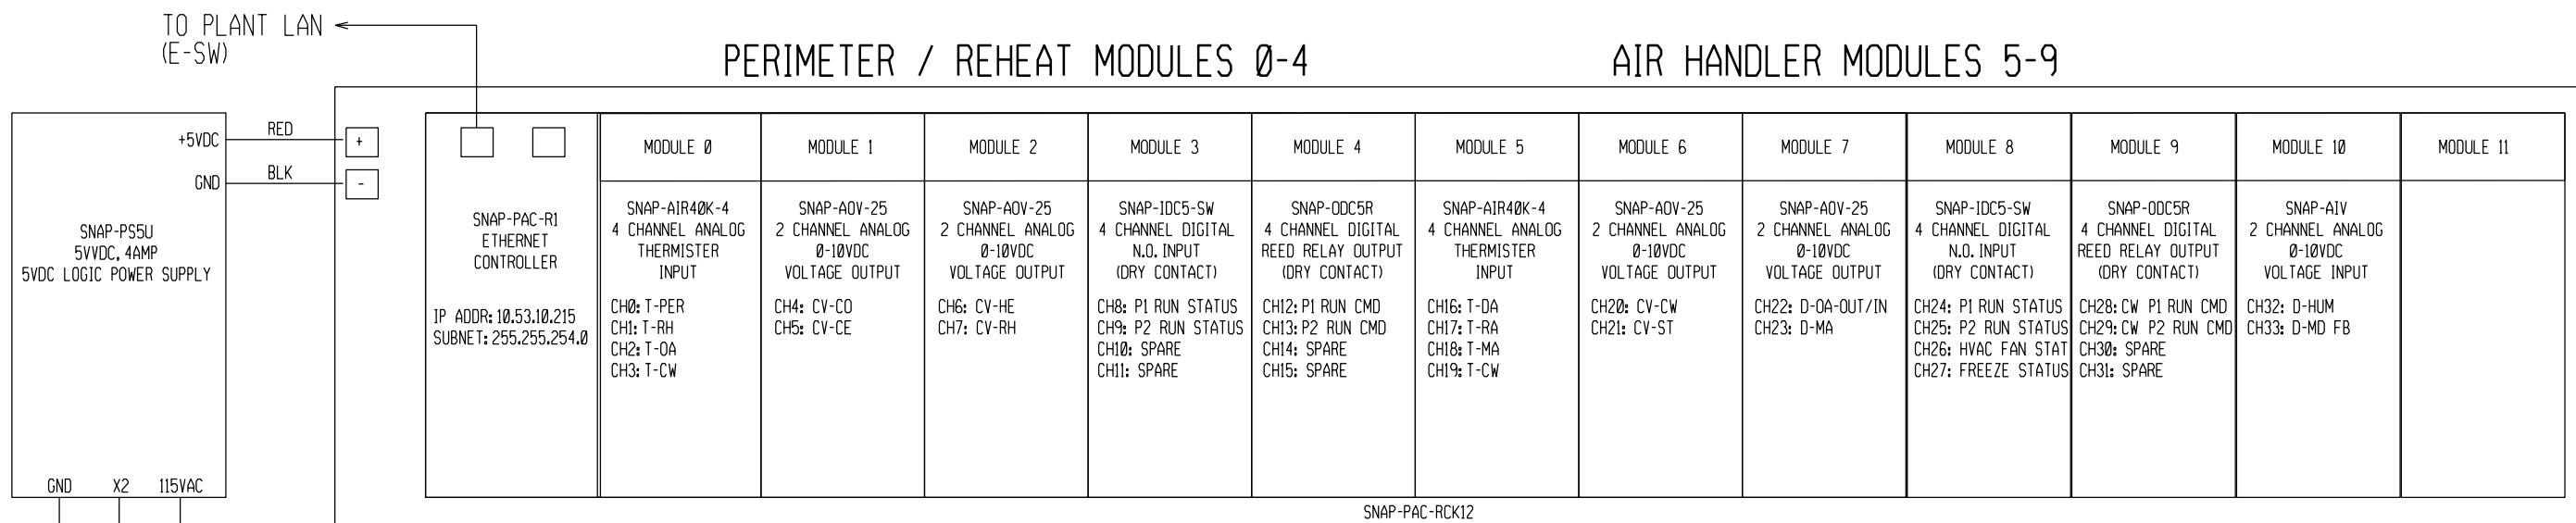 TO PLANT LAN
(E-SW)
PERIMETER / REHEAT MODULES 0-4
AIR HANDLER MODULES 5-9
+5VDC
RED
+
GND
BLK
-
SNAP-PS5U
5VVDC, 4AMP
5VDC LOGIC POWER SUPPLY
GND
X2
115VAC
SNAP-PAC-R1
ETHERNET
CONTROLLER
IP ADDR: 10.53.10.215
SUBNET: 255.255.254.0
MODULE 0
SNAP-AIR40K-4
4 CHANNEL ANALOG
THERMISTER
INPUT
CH0: T-PER
CH1: T-RH
CH2: T-OA
CH3: T-CW
MODULE 1
SNAP-AOV-25
2 CHANNEL ANALOG
0-10VDC
VOLTAGE OUTPUT
CH4: CV-CO
CH5: CV-CE
MODULE 2
SNAP-AOV-25
2 CHANNEL ANALOG
0-10VDC
VOLTAGE OUTPUT
CH6: CV-HE
CH7: CV-RH
MODULE 3
SNAP-IDC5-SW
4 CHANNEL DIGITAL
N.O. INPUT
(DRY CONTACT)
CH8: P1 RUN STATUS
CH9: P2 RUN STATUS
CH10: SPARE
CH11: SPARE
MODULE 4
SNAP-ODC5R
4 CHANNEL DIGITAL
REED RELAY OUTPUT
(DRY CONTACT)
CH12: P1 RUN CMD
CH13: P2 RUN CMD
CH14: SPARE
CH15: SPARE
MODULE 5
SNAP-AIR40K-4
4 CHANNEL ANALOG
THERMISTER
INPUT
CH16: T-DA
CH17: T-RA
CH18: T-MA
CH19: T-CW
MODULE 6
SNAP-AOV-25
2 CHANNEL ANALOG
0-10VDC
VOLTAGE OUTPUT
CH20: CV-CW
CH21: CV-ST
MODULE 7
SNAP-AOV-25
2 CHANNEL ANALOG
0-10VDC
VOLTAGE OUTPUT
CH22: D-OA-OUT/IN
CH23: D-MA
MODULE 8
SNAP-IDC5-SW
4 CHANNEL DIGITAL
N.O. INPUT
(DRY CONTACT)
CH24: P1 RUN STATUS
CH25: P2 RUN STATUS
CH26: HVAC FAN STAT
CH27: FREEZE STATUS
MODULE 9
SNAP-ODC5R
4 CHANNEL DIGITAL
REED RELAY OUTPUT
(DRY CONTACT)
CH28: CW P1 RUN CMD
CH29: CW P2 RUN CMD
CH30: SPARE
CH31: SPARE
MODULE 10
SNAP-AIV
2 CHANNEL ANALOG
0-10VDC
VOLTAGE INPUT
CH32: D-HUM
CH33: D-MD FB
MODULE 11
SNAP-PAC-RCK12